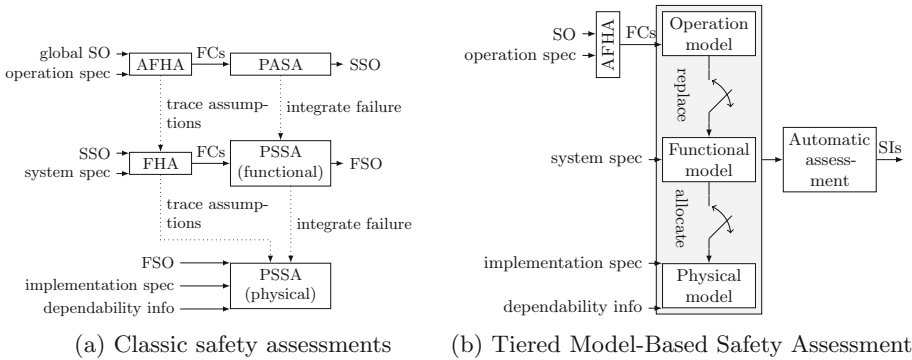 global SO
operation spec
AFHA
FCs
PASA
SSO
trace assump-
tions
integrate failure
SSO
system spec
FHA
FCs
PSSA
(functional)
FSO
trace assump-
tions
integrate failure
FSO
implementation spec
dependability info
PSSA
(physical)
(a) Classic safety assessments
SO
operation spec
AFHA
FCs
Operation
model
replace
system spec
Functional
model
allocate
implementation spec
dependability info
Physical
model
Automatic
assess-
ment
SIs
(b) Tiered Model-Based Safety Assessment